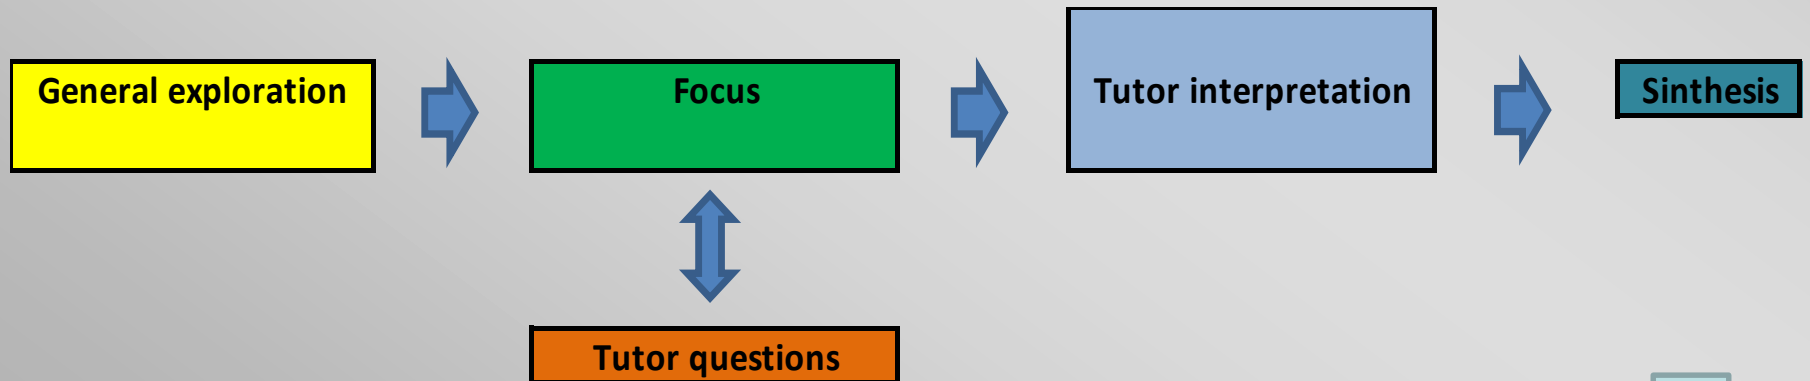 General exploration
Focus
Tutor interpretation
Sinthesis
Tutor questions